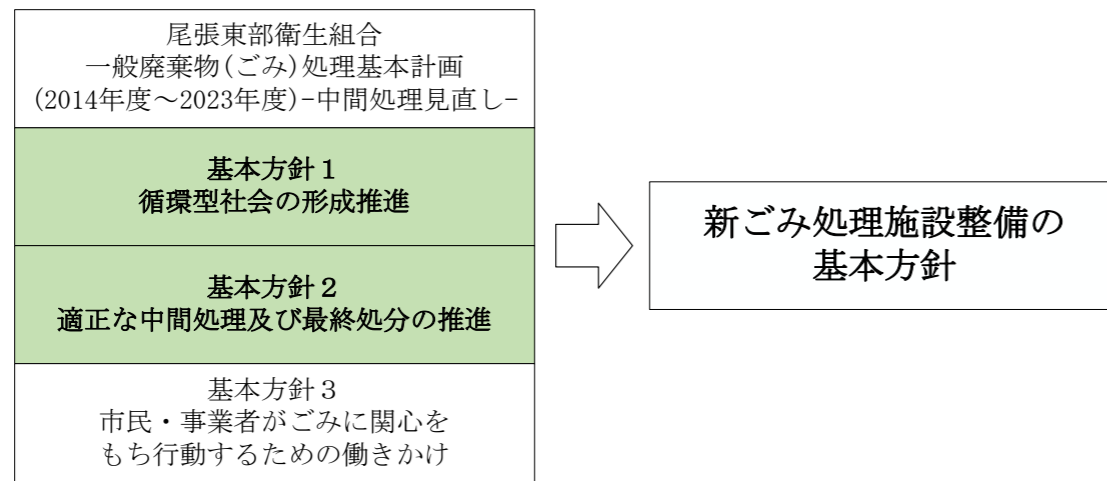 尾張東部衛生組合
一般廃棄物(ごみ)処理基本計画
(2014年度～2023年度)-中間処理見直し-
基本方針１
循環型社会の形成推進
基本方針２
適正な中間処理及び最終処分の推進
基本方針３
市民・事業者がごみに関心を
もち行動するための働きかけ
新ごみ処理施設整備の
基本方針